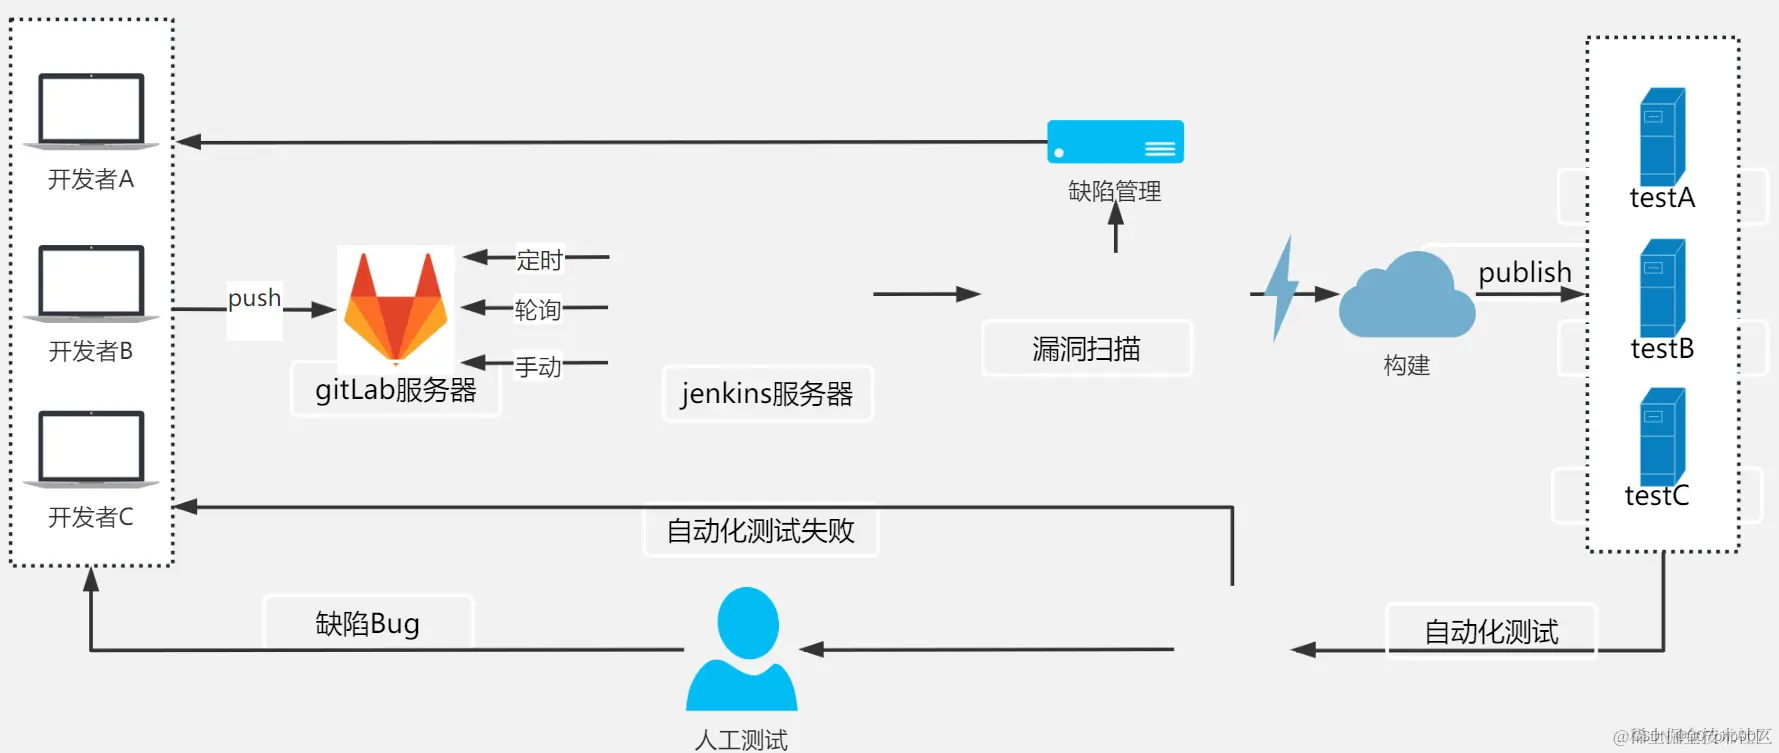 开发者A
开发者B
开发者C
push
gitLab服务器
定时
轮询
手动
jenkins服务器
缺陷管理
漏洞扫描
构建
publish
testA
testB
testC
自动化测试失败
缺陷Bug
人工测试
自动化测试
@稀土掘金技术社区